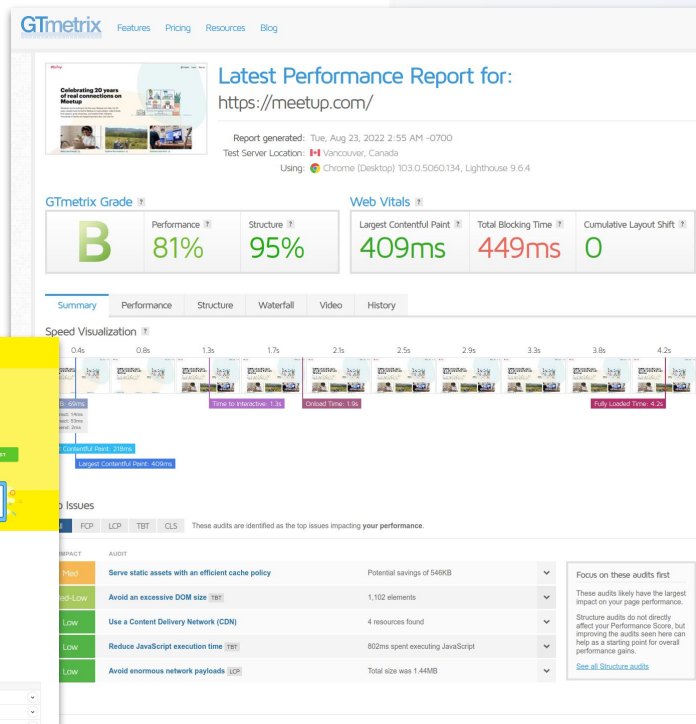 GTmetrix Features Pricing Resources Blog
Meetup
Celebrating 20 years
of real connections on
Meetup
Latest Performance Report for:
https://meetup.com/
Report generated: Tue, Aug 23, 2022 2:55 AM -0700
Test Server Location: Vancouver, Canada
Using: Chrome (Desktop) 103.0.5060.134, Lighthouse 9.6.4
GTmetrix Grade ?
Web Vitals ?
B
Performance ?
81%
Structure ?
95%
Largest Contentful Paint ?
409ms
Total Blocking Time ?
449ms
Cumulative Layout Shift ?
0
Summary Performance Structure Waterfall Video History
Speed Visualization ?
0.4s 0.8s 1.3s 1.7s 2.1s 2.5s 2.9s 3.3s 3.8s 4.2s
69ms
Time to Interactive: 1.3s
Onload Time: 1.9s
Fully Loaded Time: 4.2s
Contentful Paint: 218ms
Largest Contentful Paint: 409ms
Issues
FCP LCP TBT CLS These audits are identified as the top issues impacting your performance.
IMPACT AUDIT
Med Serve static assets with an efficient cache policy Potential savings of 546KB
ed-Low Avoid an excessive DOM size TBT 1,102 elements
Low Use a Content Delivery Network (CDN) 4 resources found
Low Reduce JavaScript execution time TBT 802ms spent executing JavaScript
Low Avoid enormous network payloads LCP Total size was 1.44MB
Focus on these audits first
These audits likely have the largest
impact on your page performance.
Structure audits do not directly
affect your Performance Score, but
improving the audits seen here can
help as a starting point for overall
performance gains.
See all Structure audits